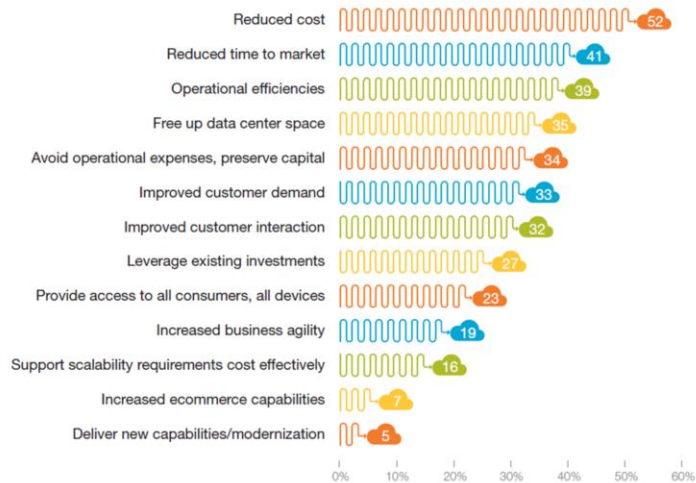 Reduced cost 52
Reduced time to market 41
Operational efficiencies 39
Free up data center space 35
Avoid operational expenses, preserve capital 34
Improved customer demand 33
Improved customer interaction 32
Leverage existing investments 27
Provide access to all consumers, all devices 23
Increased business agility 19
Support scalability requirements cost effectively 16
Increased ecommerce capabilities 7
Deliver new capabilities/modernization 5
0% 10% 20% 30% 40% 50% 60%